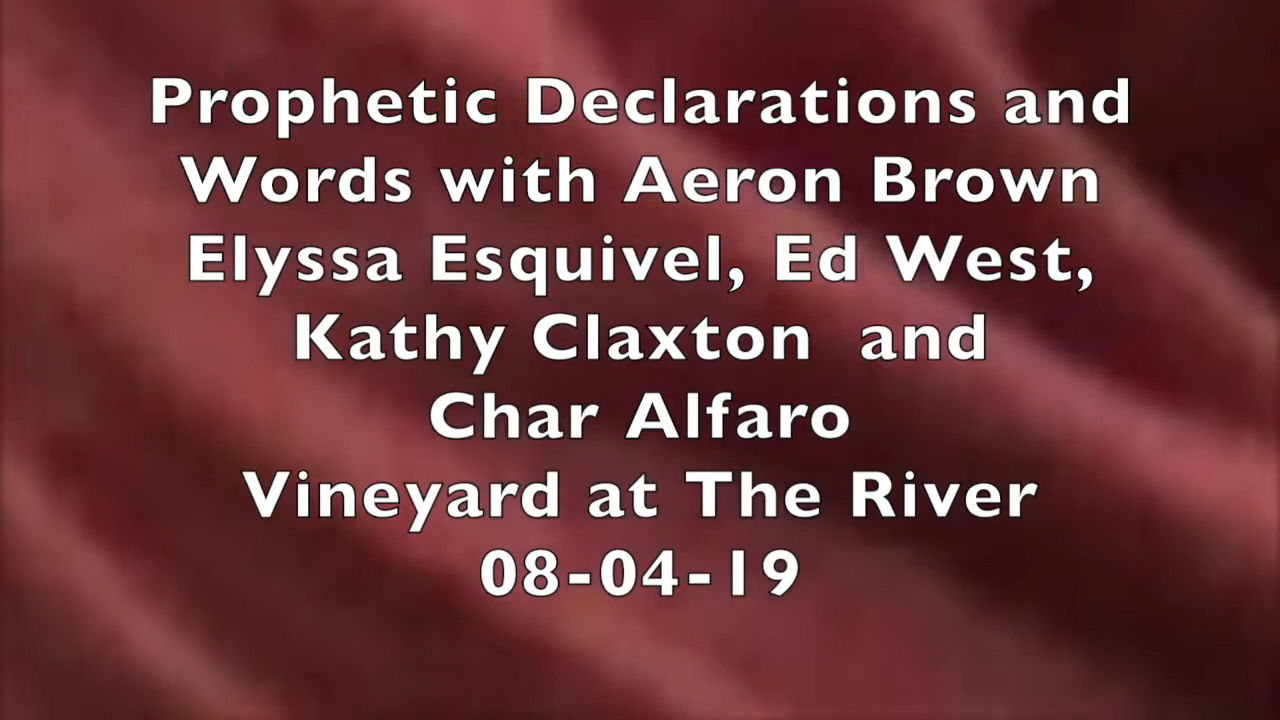 Prophetic Declarations and
Words with Aeron Brown
Elyssa Esquivel, Ed West,
Kathy Claxton  and
Char Alfaro
Vineyard at The River
08-04-19